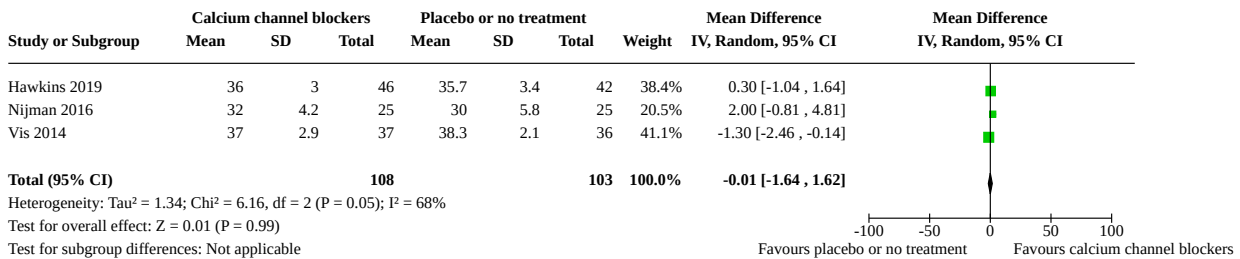 Calcium channel blockers Placebo or no treatment Mean Difference Mean Difference
Study or Subgroup Mean SD Total Mean SD Total Weight IV, Random, 95% CI IV, Random, 95% CI
Hawkins 2019 36 3 46 35.7 3.4 42 38.4% 0.30 [-1.04 , 1.64]
Nijman 2016 32 4.2 25 30 5.8 25 20.5% 2.00 [-0.81 , 4.81]
Vis 2014 37 2.9 37 38.3 2.1 36 41.1% -1.30 [-2.46 , -0.14]
Total (95% CI) 108 103 100.0% -0.01 [-1.64 , 1.62]
Heterogeneity: Tau² = 1.34; Chi² = 6.16, df = 2 (P = 0.05); I² = 68%
Test for overall effect: Z = 0.01 (P = 0.99) -100 -50 0 50 100
Test for subgroup differences: Not applicable Favours placebo or no treatment Favours calcium channel blockers